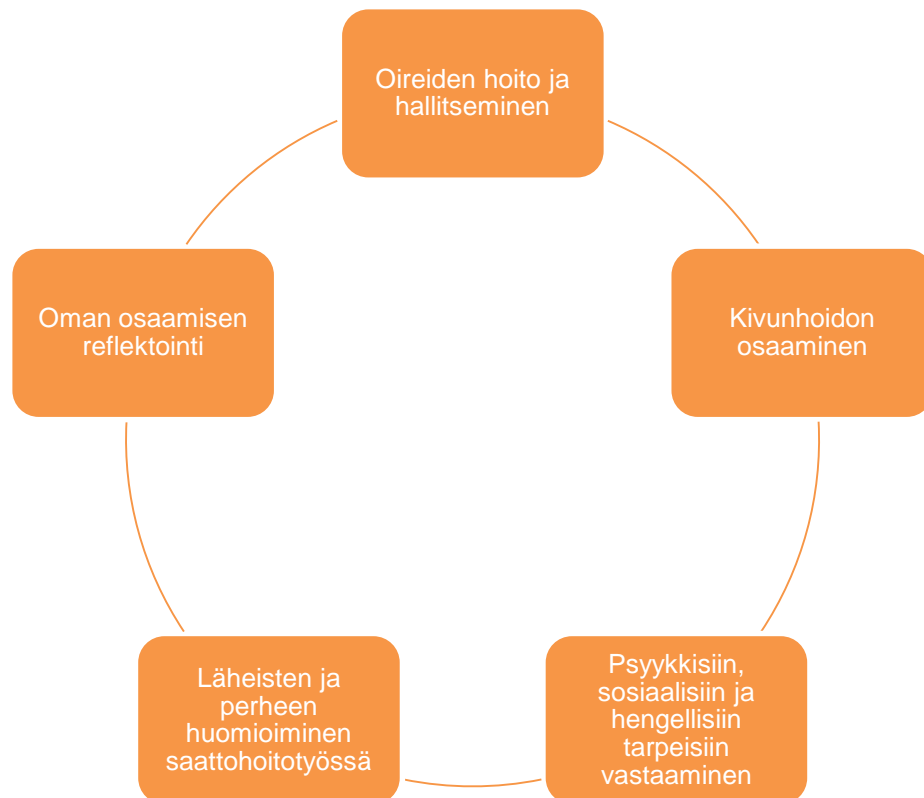 Oireiden hoito ja
hallitseminen
Kivunhoidon
osaaminen
Psyykkisiin,
sosiaalisiin ja
hengellisiin
tarpeisiin
vastaaminen
Läheisten ja
perheen
huomioiminen
saattohoitotyössä
Oman osaamisen
reflektointi